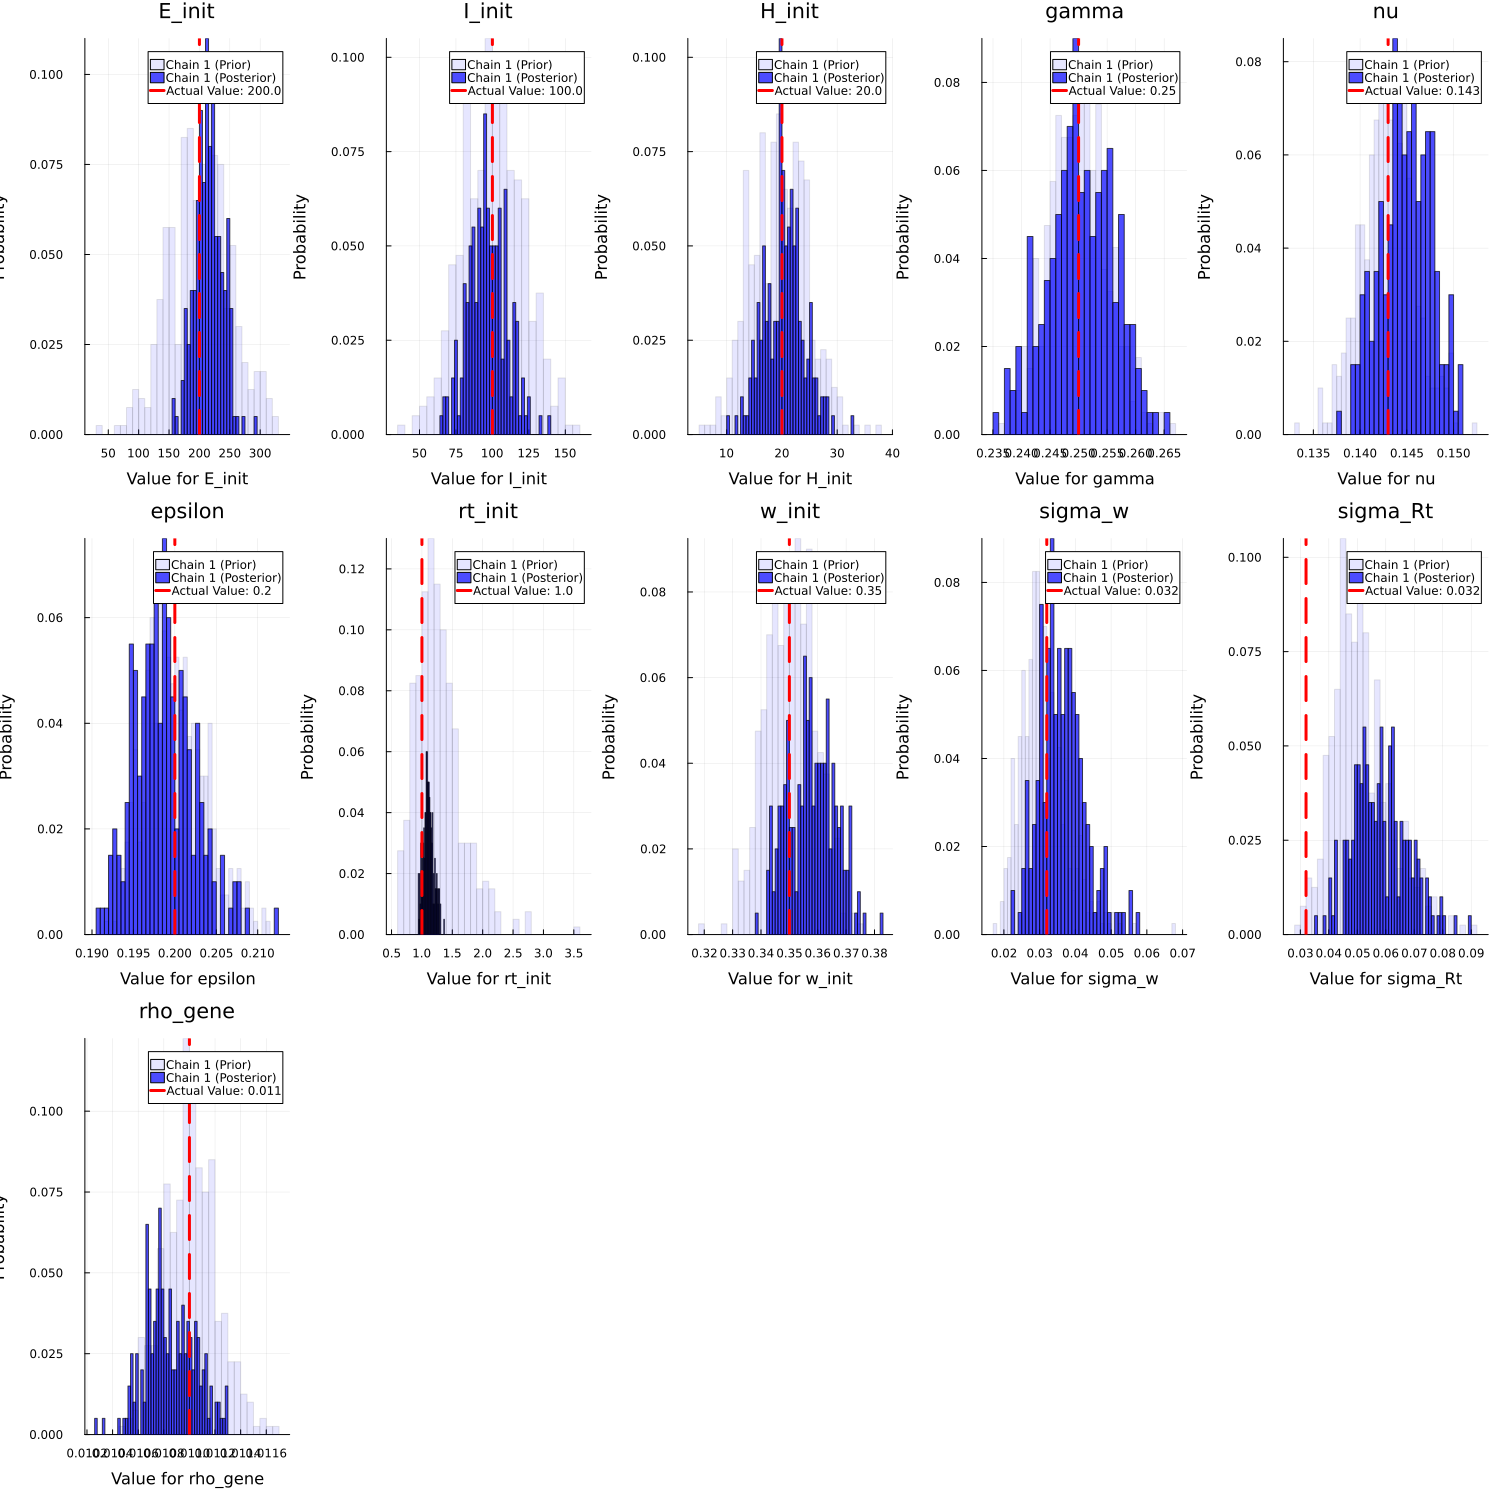 E_init
I_init
H_init
gamma
nu
Chain 1 (Prior)
Chain 1 (Posterior)
Actual Value: 200.0
Chain 1 (Prior)
Chain 1 (Posterior)
Actual Value: 100.0
Chain 1 (Prior)
Chain 1 (Posterior)
Actual Value: 20.0
Chain 1 (Prior)
Chain 1 (Posterior)
Actual Value: 0.25
Chain 1 (Prior)
Chain 1 (Posterior)
Actual Value: 0.143
0.100
0.075
0.050
0.025
0.000
50 100 150 200 250 300
Value for E_init
Probability
0.100
0.075
0.050
0.025
0.000
50 75 100 125 150
Value for I_init
Probability
0.100
0.075
0.050
0.025
0.000
10 20 30 40
Value for H_init
Probability
0.08
0.06
0.04
0.02
0.00
0.235 0.240 0.245 0.250 0.255 0.260 0.265
Value for gamma
Probability
0.08
0.06
0.04
0.02
0.00
0.135 0.140 0.145 0.150
Value for nu
epsilon
rt_init
w_init
sigma_w
sigma_Rt
Chain 1 (Prior)
Chain 1 (Posterior)
Actual Value: 0.2
Chain 1 (Prior)
Chain 1 (Posterior)
Actual Value: 1.0
Chain 1 (Prior)
Chain 1 (Posterior)
Actual Value: 0.35
Chain 1 (Prior)
Chain 1 (Posterior)
Actual Value: 0.032
Chain 1 (Prior)
Chain 1 (Posterior)
Actual Value: 0.032
Probability
0.06
0.04
0.02
0.00
0.190 0.195 0.200 0.205 0.210
Value for epsilon
Probability
0.12
0.10
0.08
0.06
0.04
0.02
0.00
0.5 1.0 1.5 2.0 2.5 3.0 3.5
Value for rt_init
Probability
0.08
0.06
0.04
0.02
0.00
0.32 0.33 0.34 0.35 0.36 0.37 0.38
Value for w_init
Probability
0.08
0.06
0.04
0.02
0.00
0.02 0.03 0.04 0.05 0.06 0.07
Value for sigma_w
Probability
0.100
0.075
0.050
0.025
0.000
0.03 0.04 0.05 0.06 0.07 0.08 0.09
Value for sigma_Rt
rho_gene
Chain 1 (Prior)
Chain 1 (Posterior)
Actual Value: 0.011
Probability
0.100
0.075
0.050
0.025
0.000
Value for rho_gene